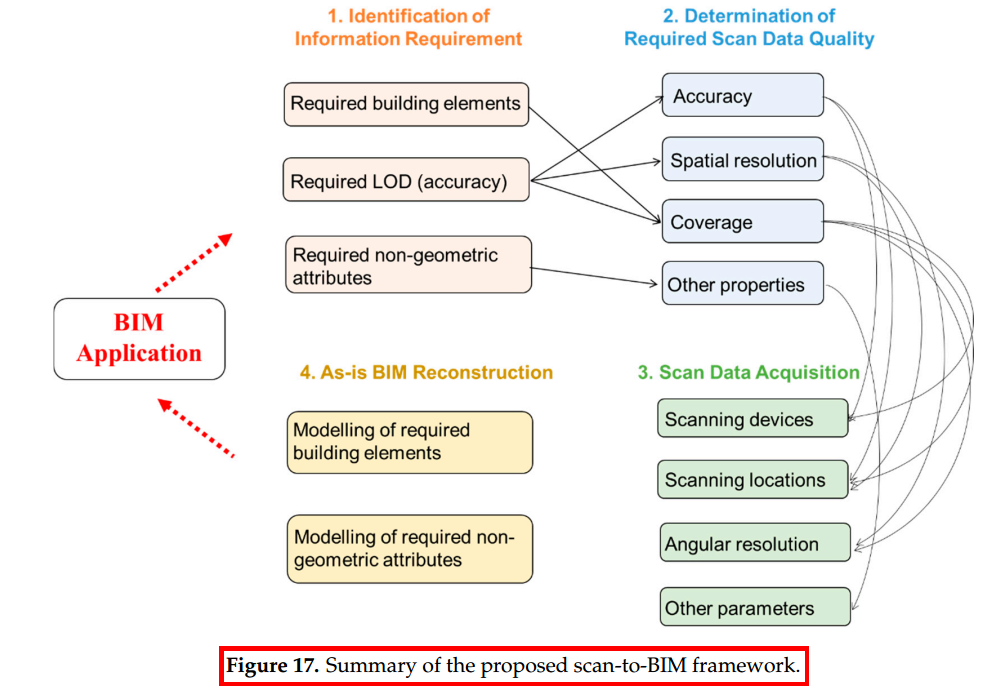 1. Identification of
Information Requirement
2. Determination of
Required Scan Data Quality
Required building elements
Required LOD (accuracy)
Required non-geometric
attributes
Accuracy
Spatial resolution
Coverage
Other properties
BIM
Application
4. As-is BIM Reconstruction
Modelling of required
building elements
Modelling of required non-
geometric attributes
3. Scan Data Acquisition
Scanning devices
Scanning locations
Angular resolution
Other parameters
Figure 17. Summary of the proposed scan-to-BIM framework.